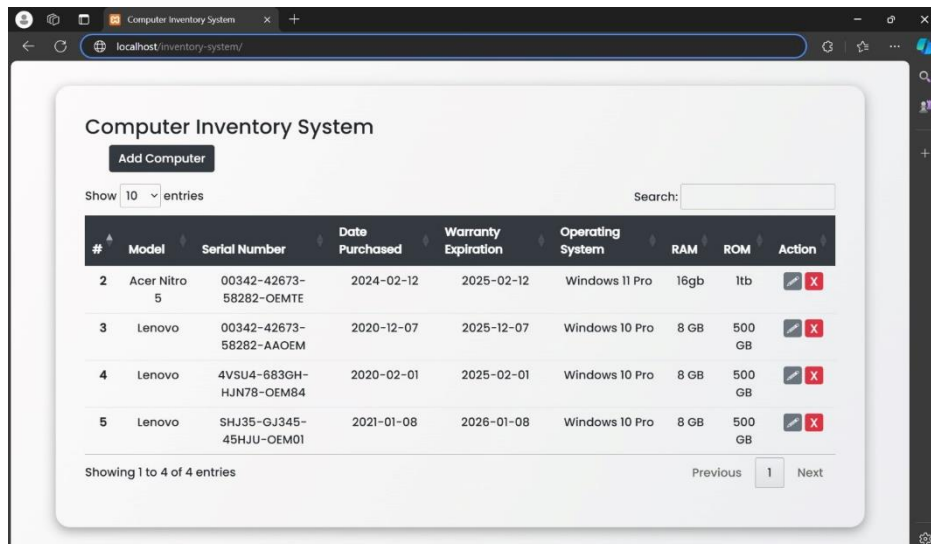 Computer Inventory System
localhost/inventory-system/
Computer Inventory System
Add Computer
Show 10 entries
Search:
# Model Serial Number Date Purchased Warranty Expiration Operating System RAM ROM Action
2 Acer Nitro 5 00342-42673-58282-OEMTE 2024-02-12 2025-02-12 Windows 11 Pro 16gb 1tb X
3 Lenovo 00342-42673-58282-AAOEM 2020-12-07 2025-12-07 Windows 10 Pro 8 GB 500 GB X
4 Lenovo 4VSU4-683GH-HJN78-OEM84 2020-02-01 2025-02-01 Windows 10 Pro 8 GB 500 GB X
5 Lenovo SHJ35-GJ345-45HJU-OEM01 2021-01-08 2026-01-08 Windows 10 Pro 8 GB 500 GB X
Showing 1 to 4 of 4 entries
Previous 1 Next